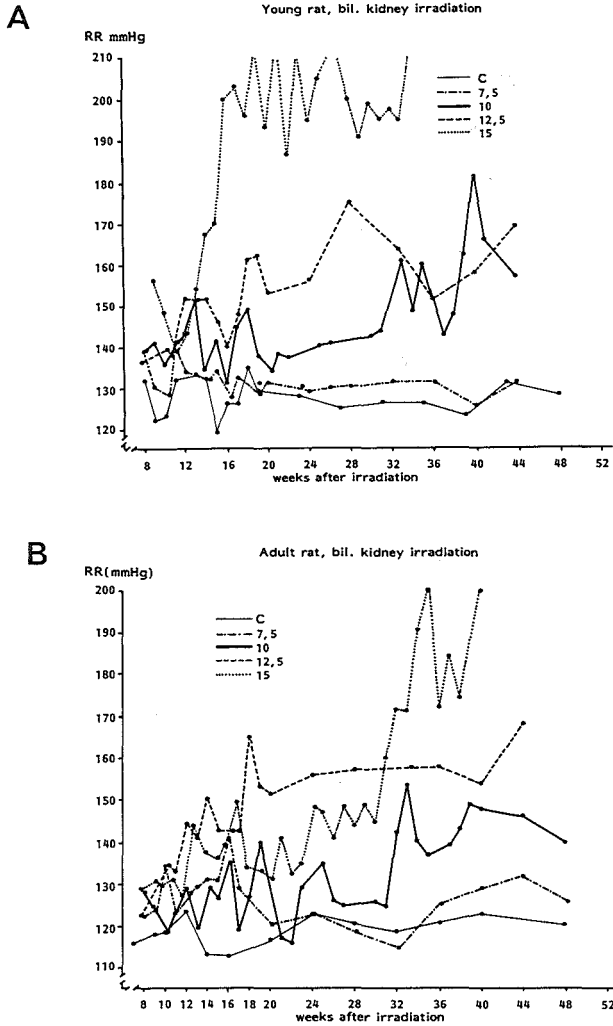 A
Young rat, bil. kidney irradiation
RR mmHg
210
200
190
180
170
160
150
140
130
120
C
7,5
10
12,5
15
8 12 16 20 24 28 32 36 40 44 48 52
weeks after irradiation
B
Adult rat, bil. kidney irradiation
RR(mmHg)
200
190
180
170
160
150
140
130
120
110
C
7,5
10
12,5
15
8 10 12 14 16 18 20 24 28 32 36 40 44 48 52
weeks after irradiation